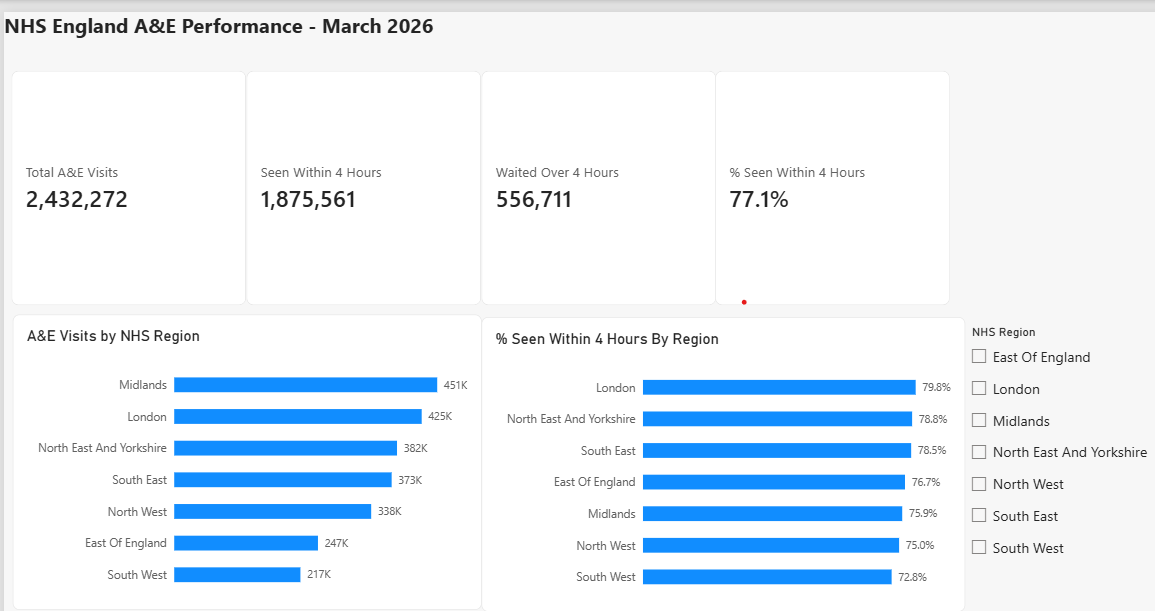 NHS England A&E Performance - March 2026
Total A&E Visits
2,432,272
Seen Within 4 Hours
1,875,561
Waited Over 4 Hours
556,711
% Seen Within 4 Hours
77.1%
A&E Visits by NHS Region
Midlands 451K
London 425K
North East And Yorkshire 382K
South East 373K
North West 338K
East Of England 247K
South West 217K
% Seen Within 4 Hours By Region
London 79.8%
North East And Yorkshire 78.8%
South East 78.5%
East Of England 76.7%
Midlands 75.9%
North West 75.0%
South West 72.8%
NHS Region
East Of England
London
Midlands
North East And Yorkshire
North West
South East
South West